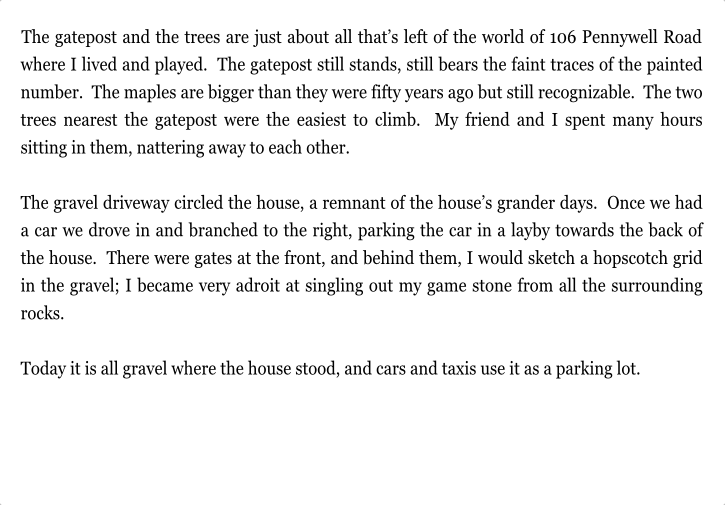 The gatepost and the trees are just about all that’s left of the world of 106 Pennywell Road
where I lived and played.  The gatepost still stands, still bears the faint traces of the painted
number.  The maples are bigger than they were fifty years ago but still recognizable.  The two
trees nearest the gatepost were the easiest to climb.  My friend and I spent many hours
sitting in them, nattering away to each other.

The gravel driveway circled the house, a remnant of the house’s grander days.  Once we had
a car we drove in and branched to the right, parking the car in a layby towards the back of
the house.  There were gates at the front, and behind them, I would sketch a hopscotch grid
in the gravel; I became very adroit at singling out my game stone from all the surrounding
rocks.

Today it is all gravel where the house stood, and cars and taxis use it as a parking lot.